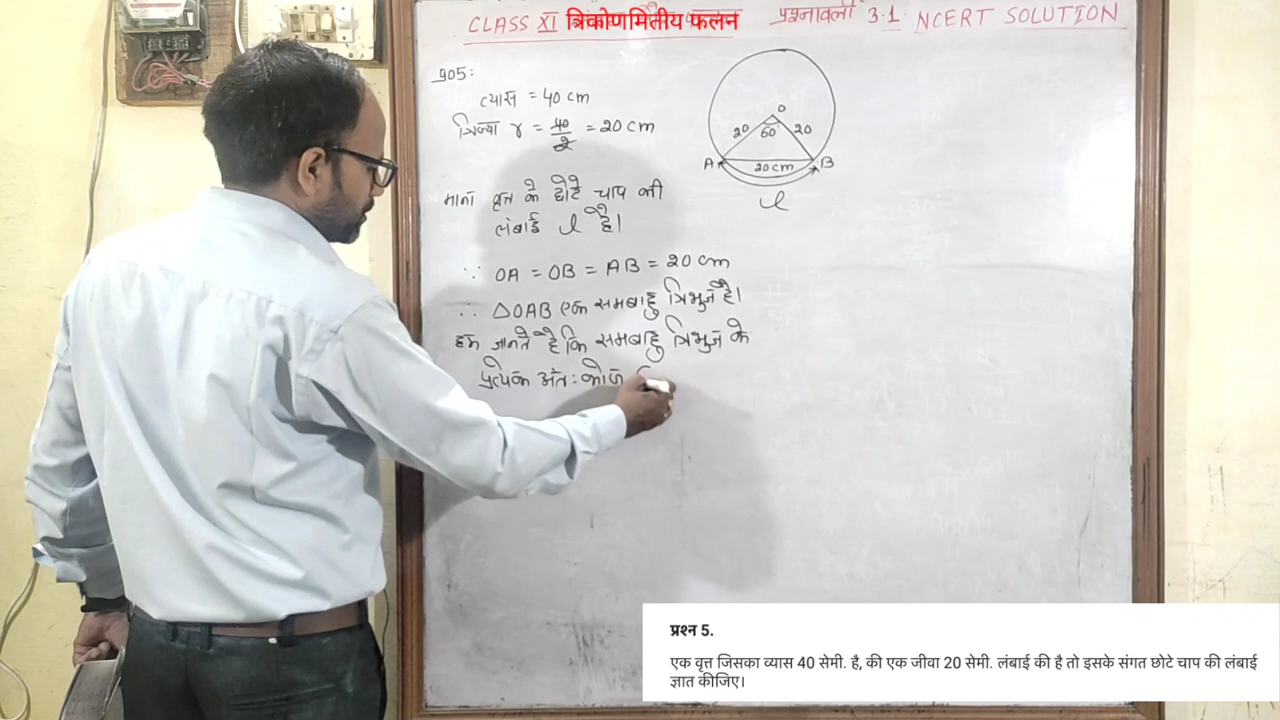 CLASS XI त्रिकोणमितीय फलन प्रश्नावली 3.1 NCERT SOLUTION
प्र05:
व्यास = 40 cm
त्रिज्या r = 40/2 = 20 cm
माना वृत्त के छोटे चाप की
लंबाई l है।
∵ OA = OB = AB = 20 cm
∴ △OAB एक समबाहु त्रिभुज है।
हम जानते है कि समबाहु त्रिभुज के
प्रत्येक अंतः कोण
O
20 60° 20
A 20 cm B
l
प्रश्न 5.
एक वृत्त जिसका व्यास 40 सेमी. है, की एक जीवा 20 सेमी. लंबाई की है तो इसके संगत छोटे चाप की लंबाई
ज्ञात कीजिए।